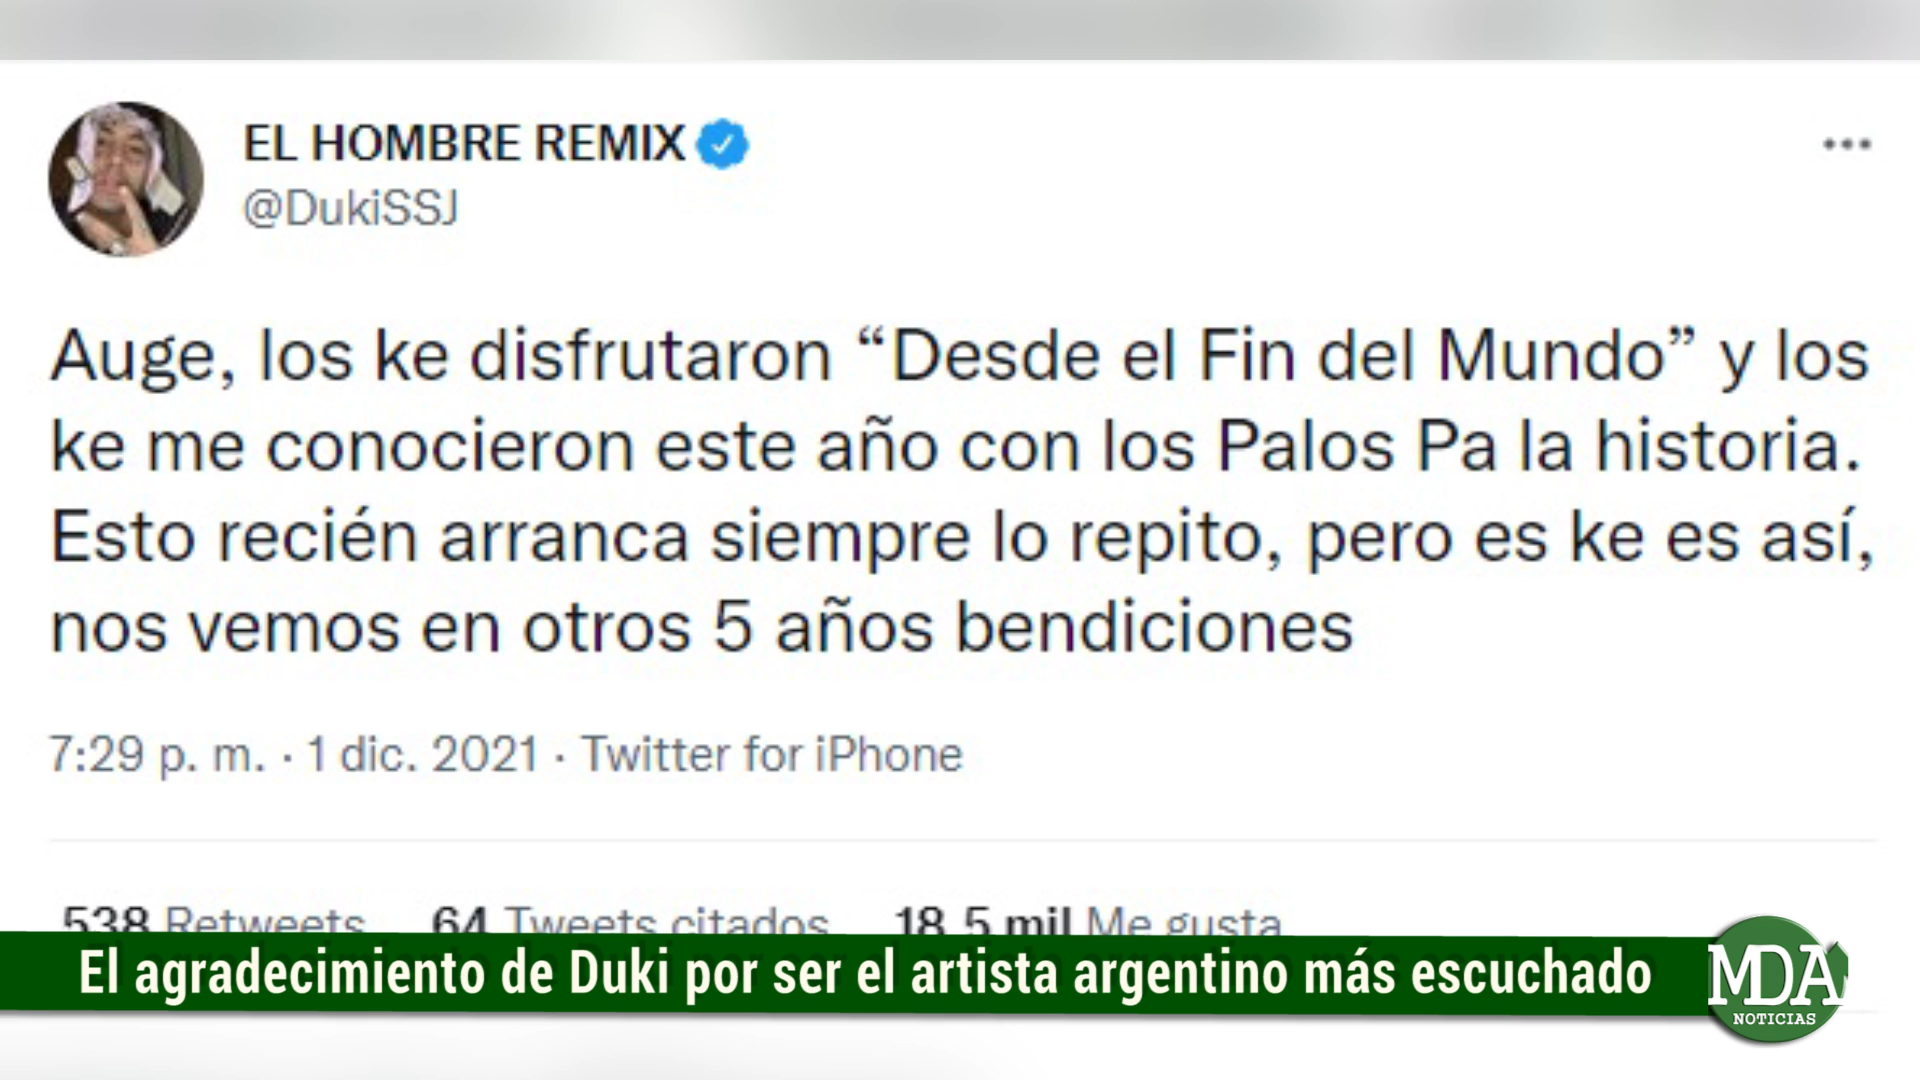 EL HOMBRE REMIX
@DukiSSJ
Auge, los ke disfrutaron “Desde el Fin del Mundo” y los
ke me conocieron este año con los Palos Pa la historia.
Esto recién arranca siempre lo repito, pero es ke es así,
nos vemos en otros 5 años bendiciones
7:29 p. m. · 1 dic. 2021 · Twitter for iPhone
538 Retweets 64 Tweets citados 18,5 mil Me gusta
El agradecimiento de Duki por ser el artista argentino más escuchado
MDA
NOTICIAS